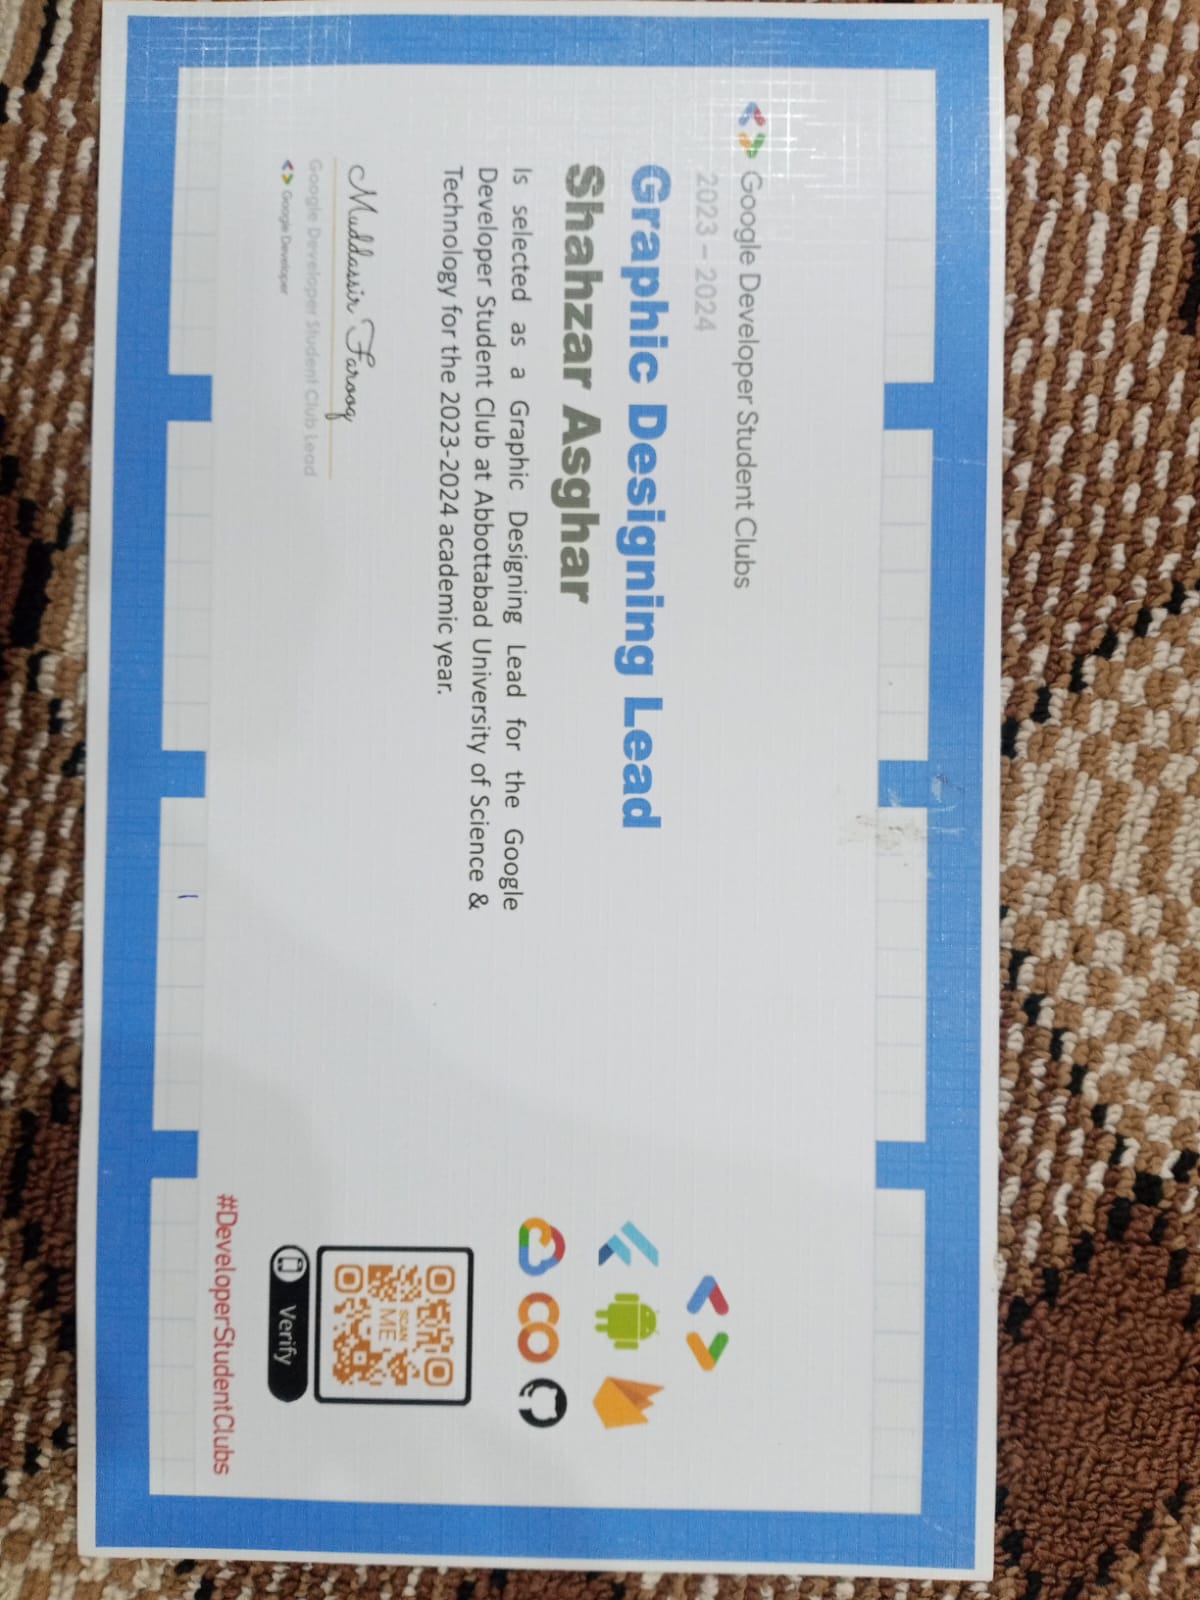 Google Developer Student Clubs
2023 – 2024
Graphic Designing Lead
Shahzar Asghar
Is selected as a Graphic Designing Lead for the Google
Developer Student Club at Abbottabad University of Science &
Technology for the 2023-2024 academic year.
Muddassir Farooq
Google Developer Student Club Lead
Google Developer
SCAN
ME
Verify
#DeveloperStudentClubs